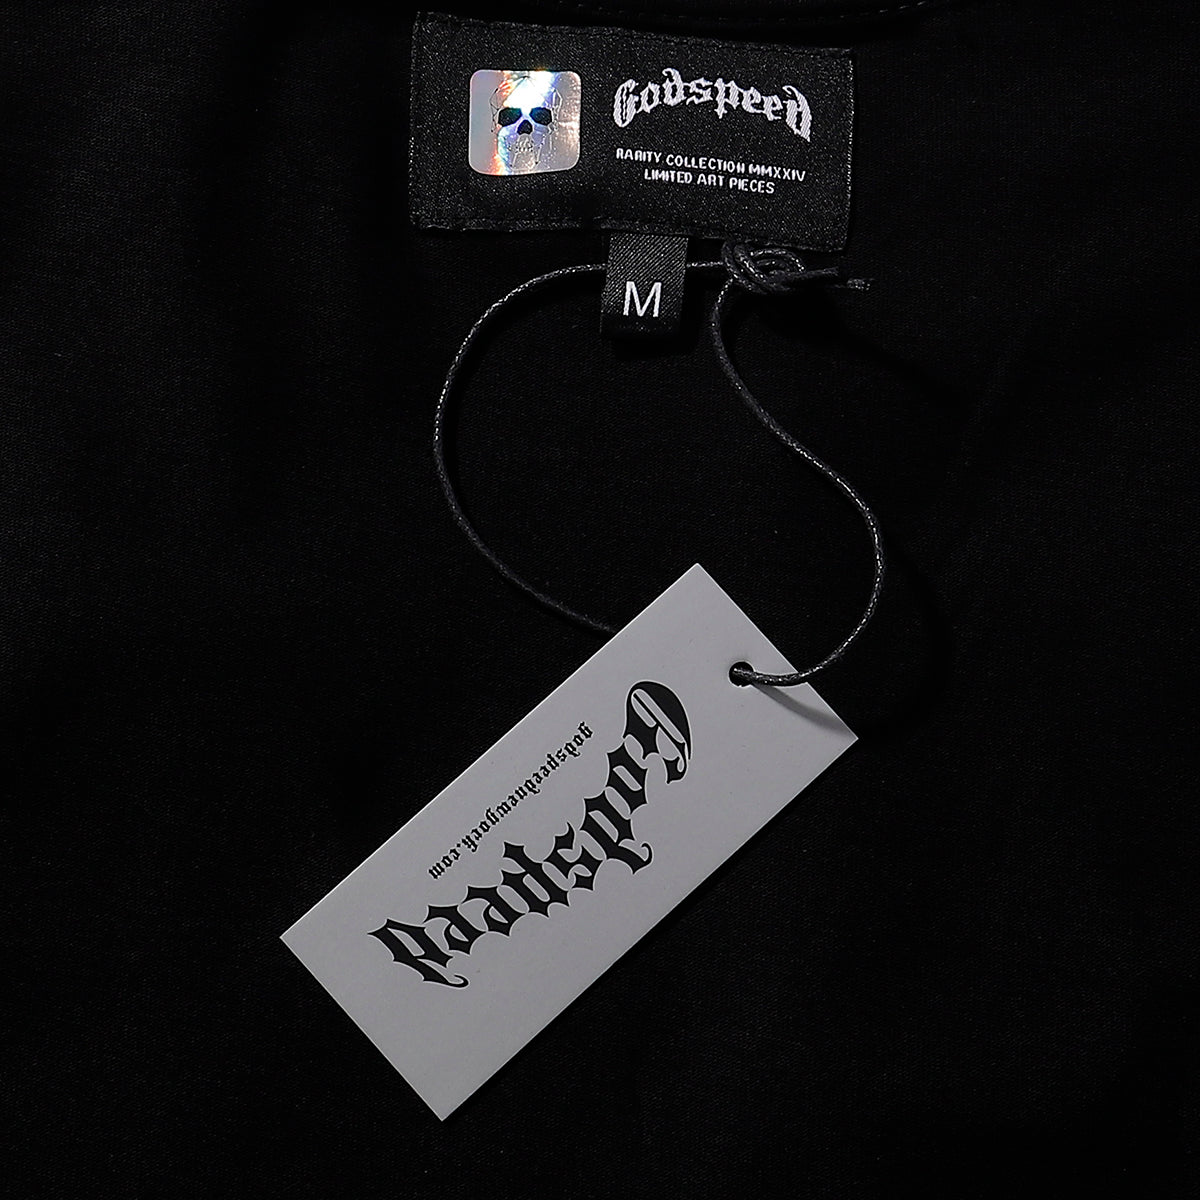 Godspeed
RARITY COLLECTION MMXXIV
LIMITED ART PIECES
M
Godspeed
godspeednewyork.com